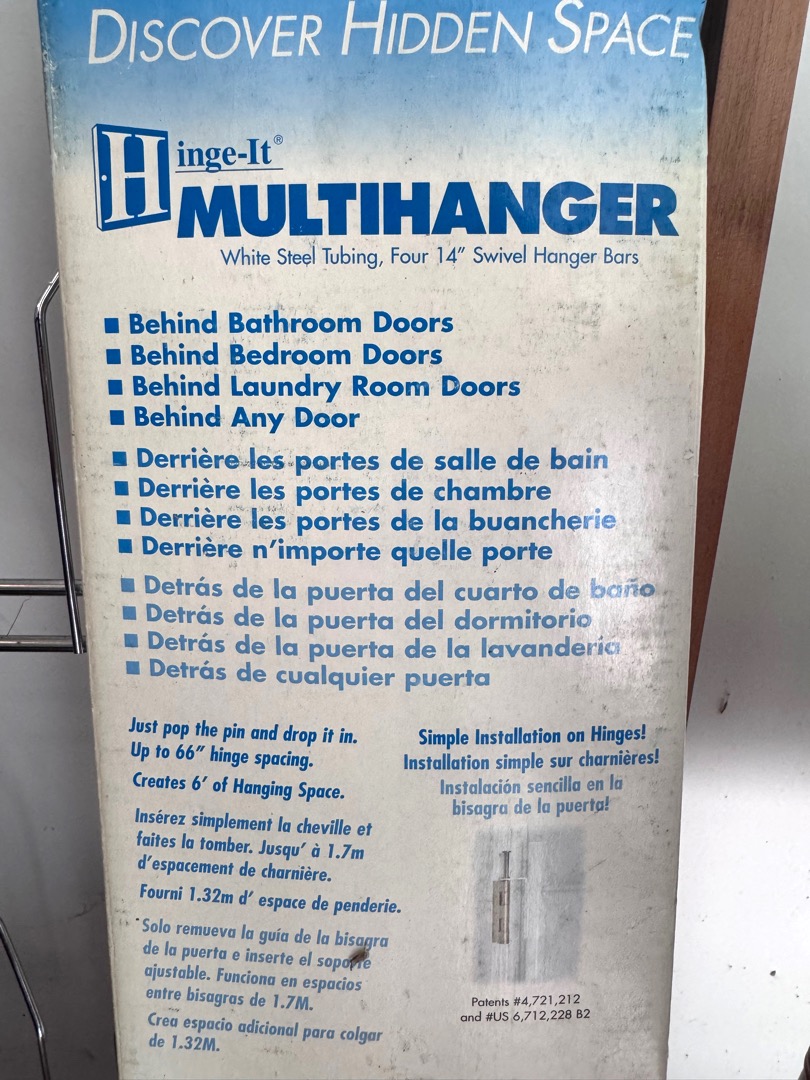 DISCOVER HIDDEN SPACE
Hinge-It®
MULTIHANGER
White Steel Tubing, Four 14" Swivel Hanger Bars
■ Behind Bathroom Doors
■ Behind Bedroom Doors
■ Behind Laundry Room Doors
■ Behind Any Door
■ Derrière les portes de salle de bain
■ Derrière les portes de chambre
■ Derrière les portes de la buancherie
■ Derrière n'importe quelle porte
■ Detrás de la puerta del cuarto de baño
■ Detrás de la puerta del dormitorio
■ Detrás de la puerta de la lavandería
■ Detrás de cualquier puerta
Just pop the pin and drop it in.
Up to 66" hinge spacing.
Creates 6' of Hanging Space.
Insérez simplement la cheville et
faites la tomber. Jusqu' à 1.7m
d'espacement de charnière.
Fourni 1.32m d' espace de penderie.
Solo remueva la guía de la bisagra
de la puerta e inserte el soporte
ajustable. Funciona en espacios
entre bisagras de 1.7M.
Crea espacio adicional para colgar
de 1.32M.
Simple Installation on Hinges!
Installation simple sur charnières!
Instalación sencilla en la
bisagra de la puerta!
Patents #4,721,212
and #US 6,712,228 B2